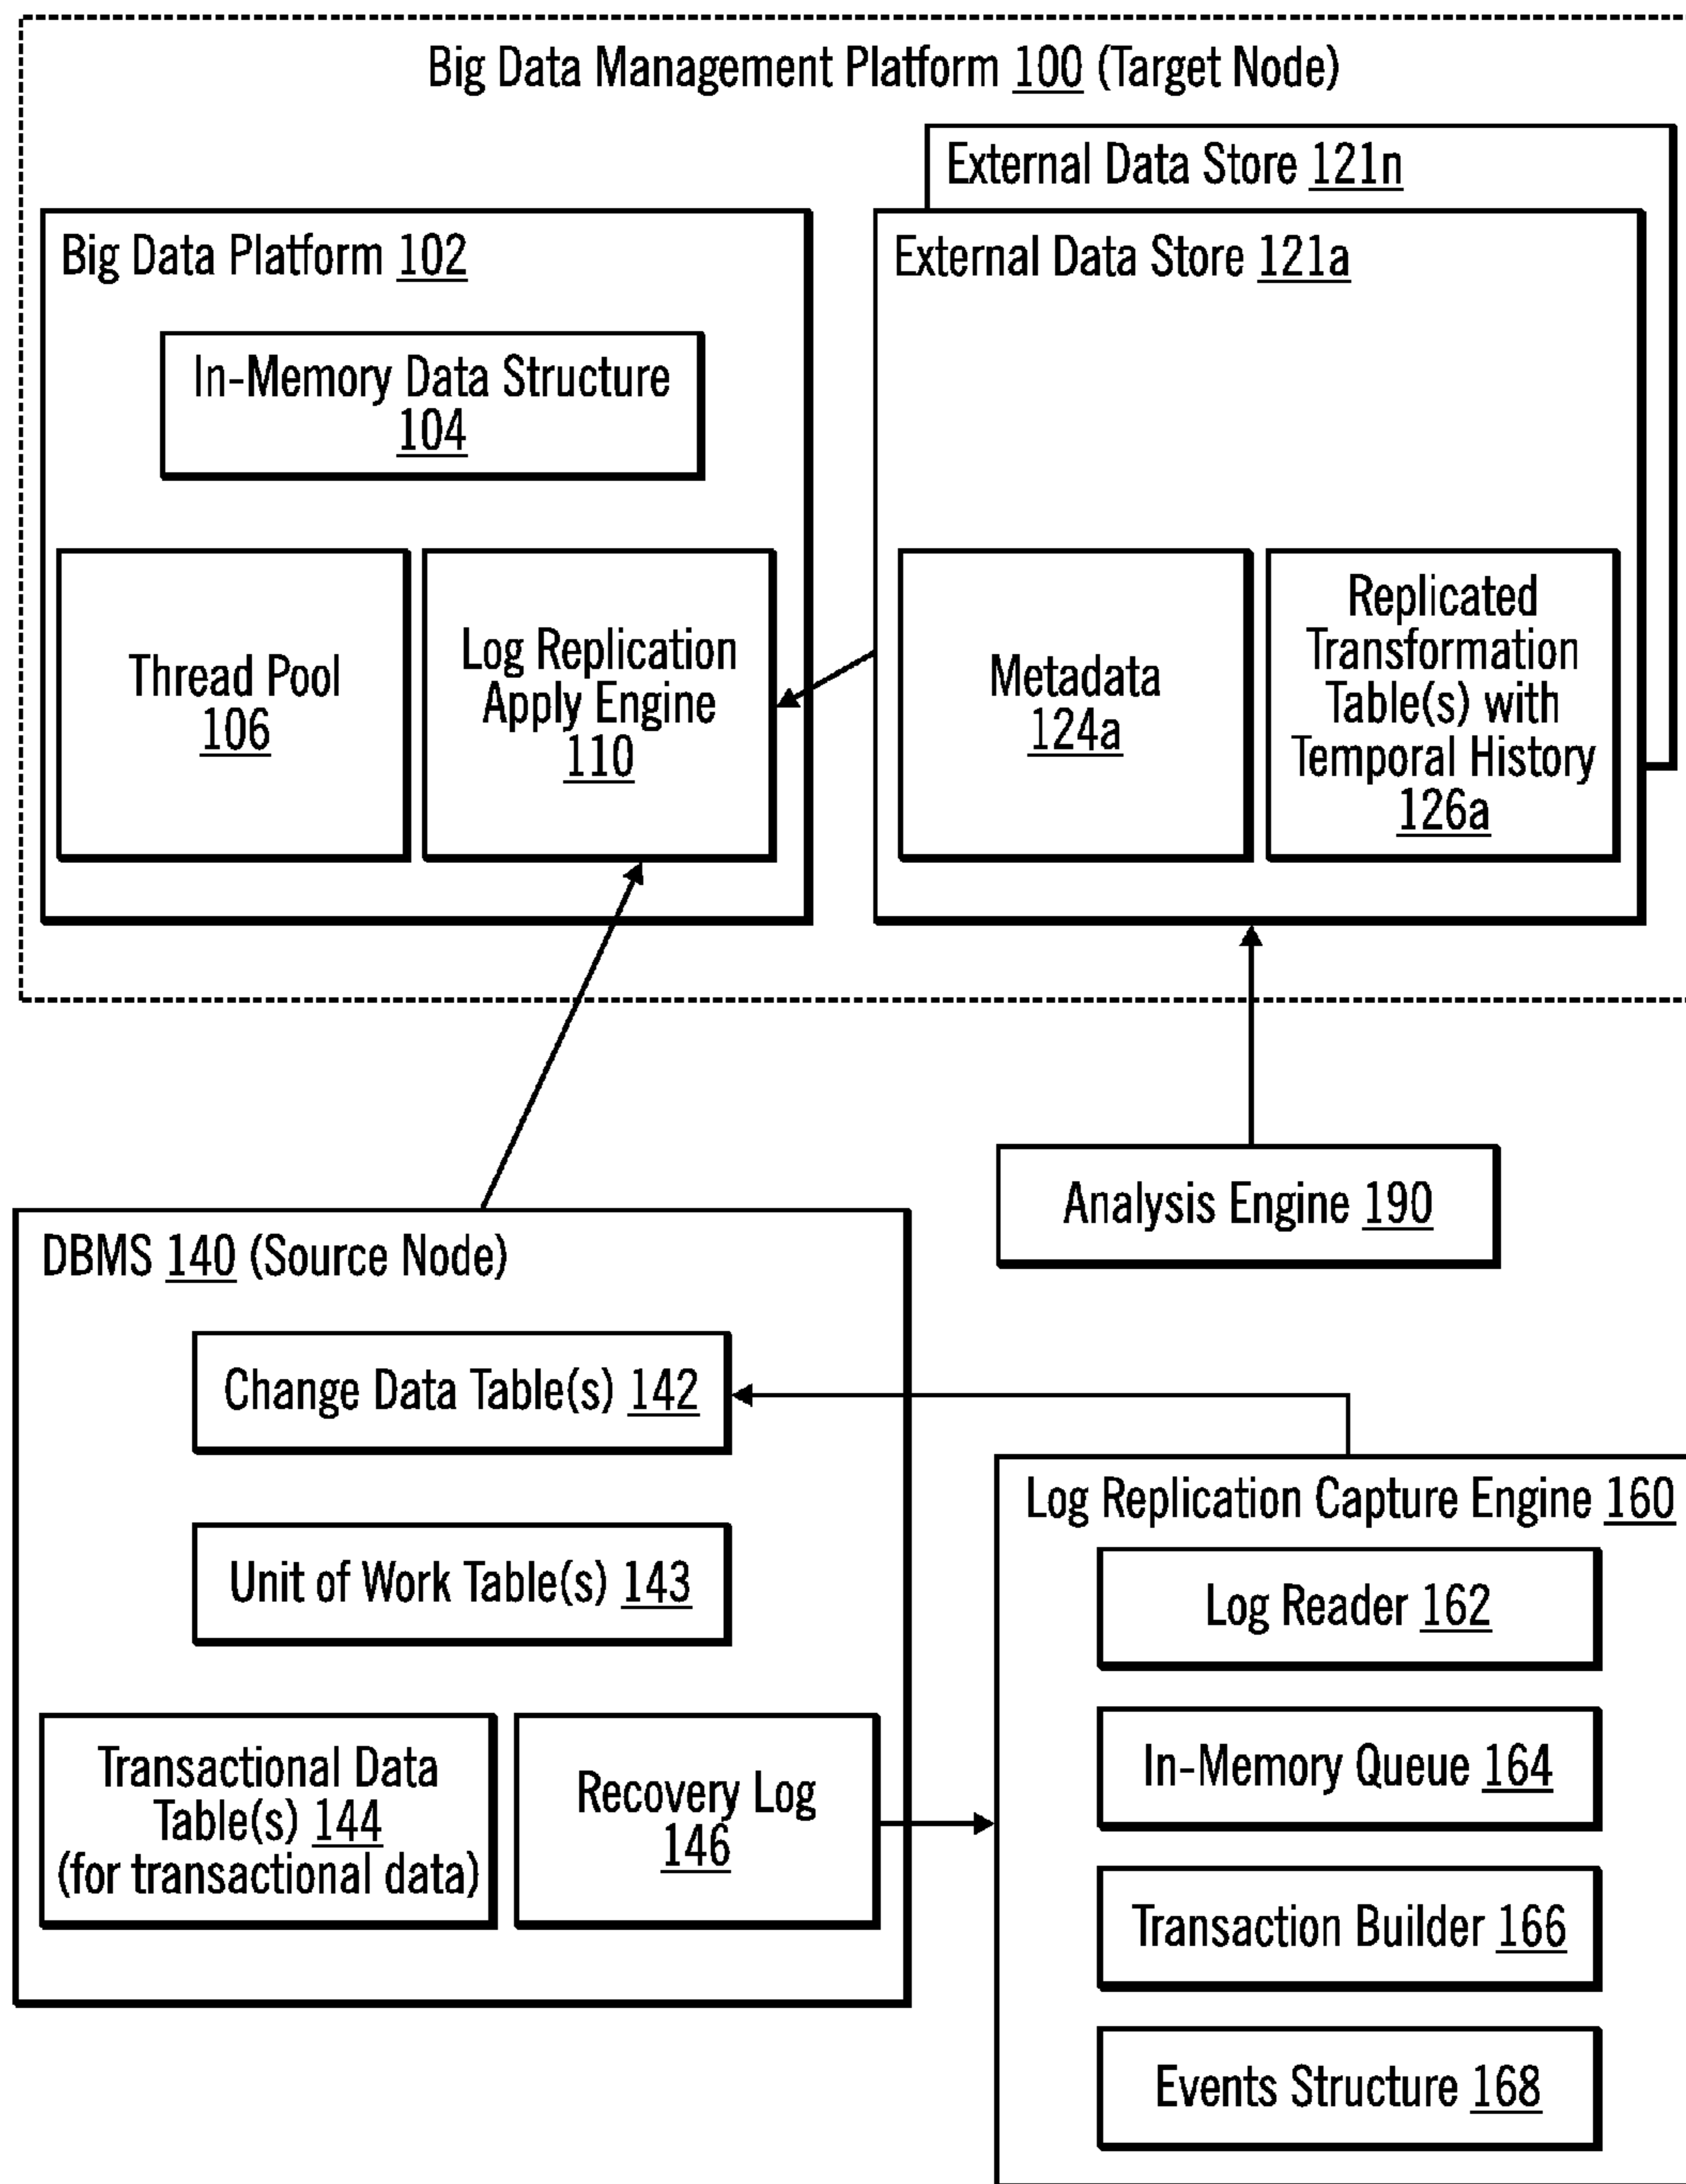 Big Data Management Platform 100 (Target Node)
External Data Store 121n
Big Data Platform 102
External Data Store 121a
In-Memory Data Structure
104
Thread Pool
106
Log Replication
Apply Engine
110
Metadata
124a
Replicated
Transformation
Table(s) with
Temporal History
126a
Analysis Engine 190
DBMS 140 (Source Node)
Change Data Table(s) 142
Unit of Work Table(s) 143
Transactional Data
Table(s) 144
(for transactional data)
Recovery Log
146
Log Replication Capture Engine 160
Log Reader 162
In-Memory Queue 164
Transaction Builder 166
Events Structure 168